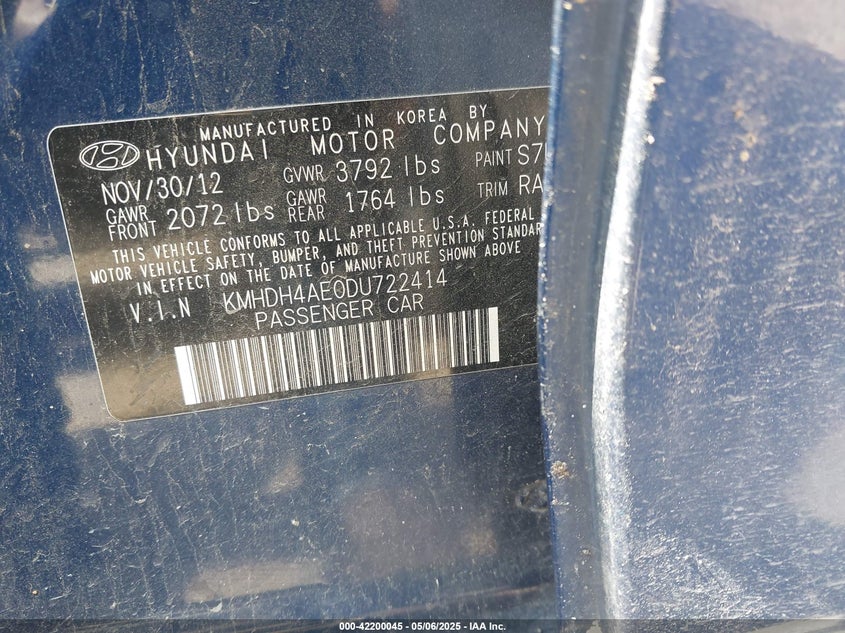 MANUFACTURED IN KOREA BY
HYUNDAI MOTOR COMPANY
NOV/30/12 GVWR 3792 lbs PAINT S7
GAWR FRONT 2072 lbs GAWR REAR 1764 lbs TRIM RA
THIS VEHICLE CONFORMS TO ALL APPLICABLE U.S.A. FEDERAL
MOTOR VEHICLE SAFETY, BUMPER, AND THEFT PREVENTION STANDAR
IN EFFECT ON THE DATE OF MANUFACTURE SHOWN ABOVE
V.I.N KMHDH4AE0DU722414
PASSENGER CAR
000-42200045 - 05/06/2025 - IAA Inc.